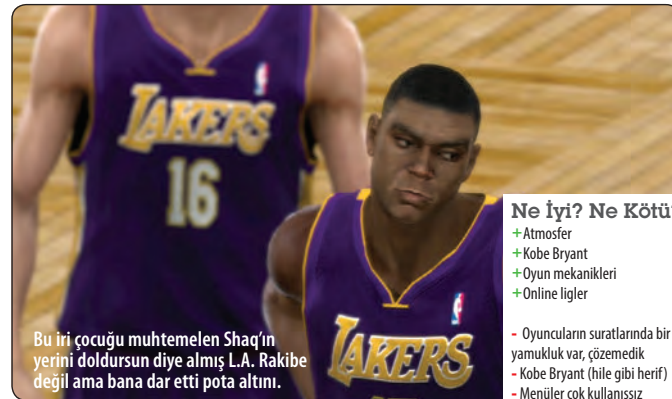 LAKERS
16
LAKERS
Bu iri çocuğu muhtemelen Shaq'ın
yerini doldursun diye almış L.A. Rakibe
değil ama bana dar etti pota altını.
Ne İyi? Ne Kötü?
+Atmosfer
+Kobe Bryant
+Oyun mekanikleri
+Online ligler
- Oyuncuların suratlarında bir
yamukluk var, çözemedik
- Kobe Bryant (hile gibi herif)
- Menüler çok kullanıssız